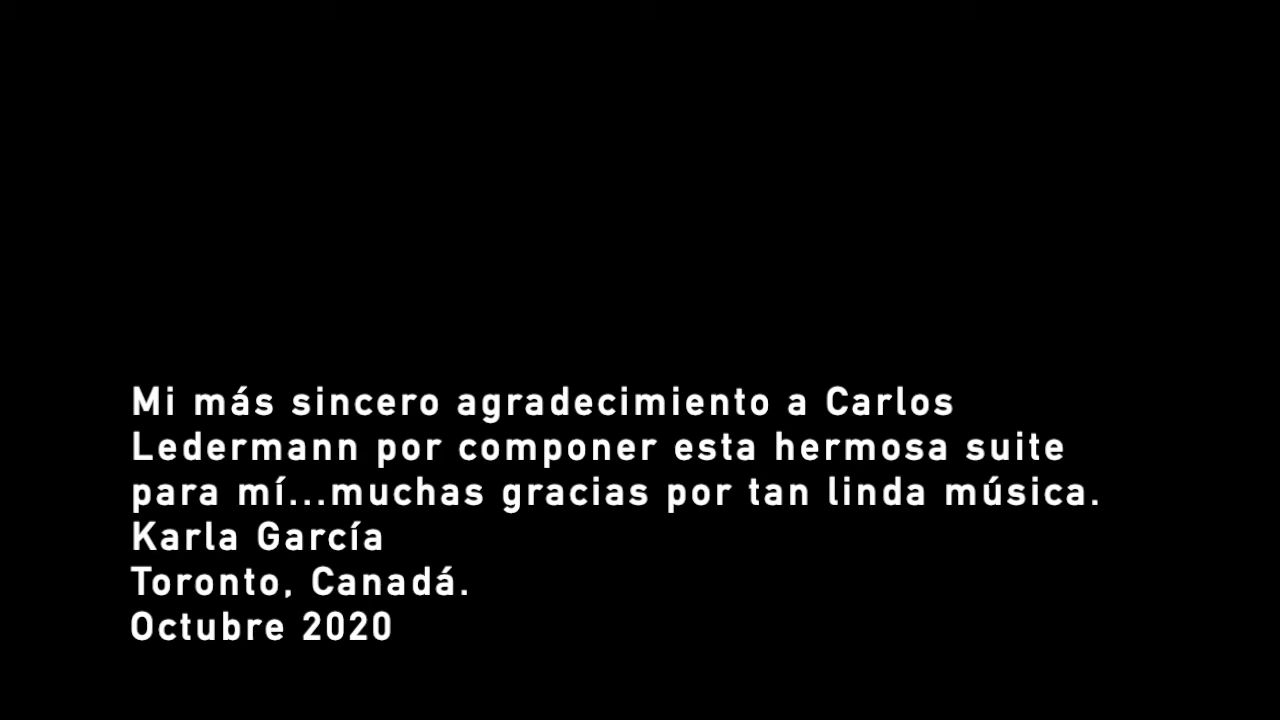 Mi más sincero agradecimiento a Carlos
Ledermann por componer esta hermosa suite
para mí...muchas gracias por tan linda música.
Karla García
Toronto, Canadá.
Octubre 2020